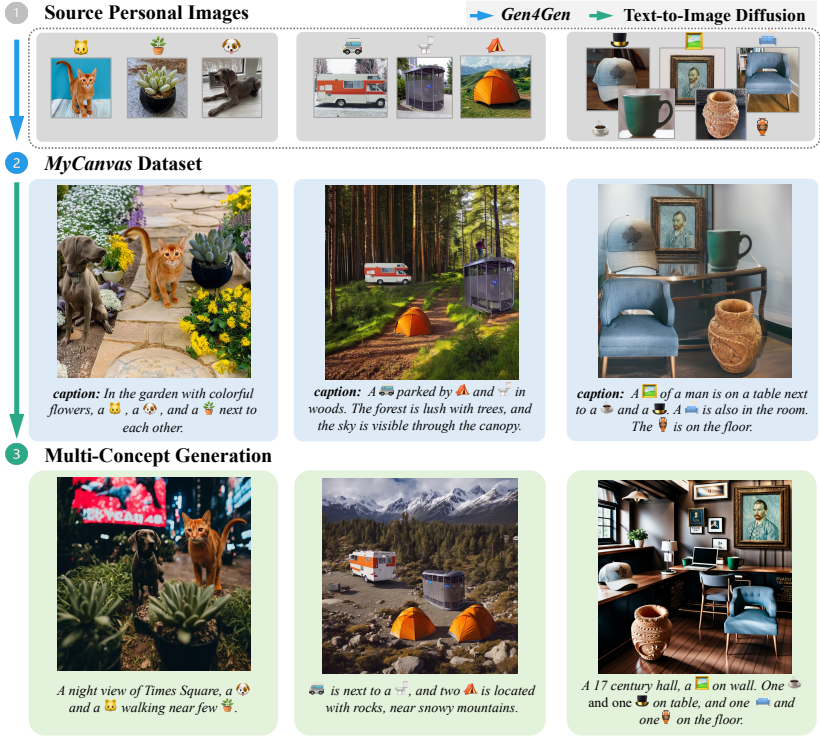 1 Source Personal Images
Gen4Gen Text-to-Image Diffusion
🐱 🪴 🐶 🚐 🚽 ⛺ 🎩 🖼️ 🛋️
☕ 🏺
2 MyCanvas Dataset
caption: In the garden with colorful
flowers, a 🐱 , a 🐶 , and a 🪴 next to
each other.
caption: A 🚐 parked by ⛺ and 🚽 in
woods. The forest is lush with trees, and
the sky is visible through the canopy.
caption: A 🖼️ of a man is on a table next
to a ☕ and a 🎩. A 🛋️ is also in the room.
The 🏺 is on the floor.
3 Multi-Concept Generation
A night view of Times Square, a 🐶
and a 🐱 walking near few 🪴.
🚐 is next to a 🚽, and two ⛺ is located
with rocks, near snowy mountains.
A 17 century hall, a 🖼️ on wall. One ☕
and one 🎩 on table, and one 🛋️ and
one🏺 on the floor.